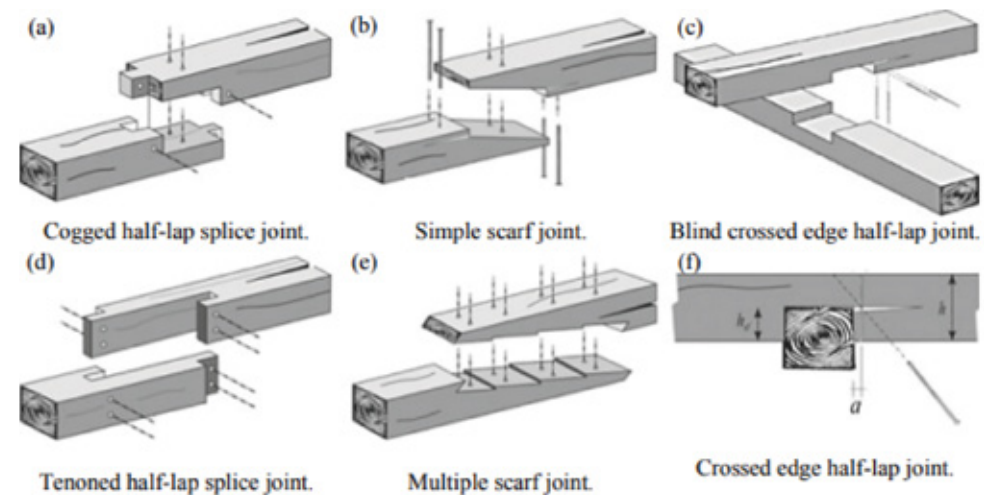 (a)
(b)
(c)
Cogged half-lap splice joint.
Simple scarf joint.
Blind crossed edge half-lap joint.
(d)
(e)
(f)
h
a
Tenoned half-lap splice joint.
Multiple scarf joint.
Crossed edge half-lap joint.